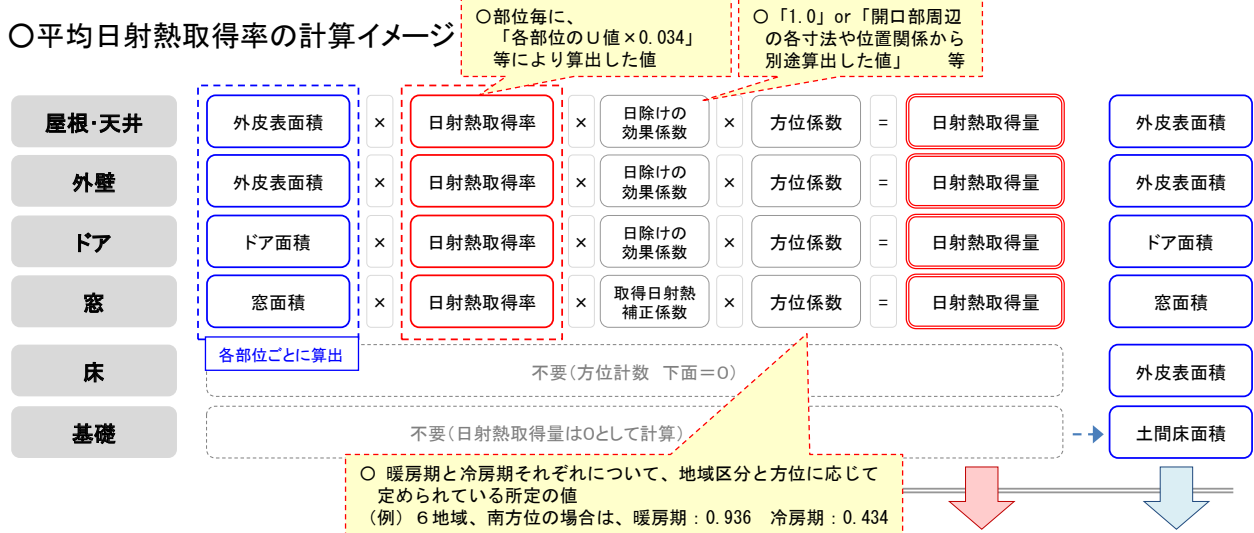 〇平均日射熱取得率の計算イメージ
〇部位毎に、
「各部位のU値×0.034」
等により算出した値
〇「1.0」or「開口部周辺
の各寸法や位置関係から
別途算出した値」 等
屋根・天井 外皮表面積 × 日射熱取得率 × 日除けの
効果係数 × 方位係数 = 日射熱取得量 外皮表面積
外壁 外皮表面積 × 日射熱取得率 × 日除けの
効果係数 × 方位係数 = 日射熱取得量 外皮表面積
ドア ドア面積 × 日射熱取得率 × 日除けの
効果係数 × 方位係数 = 日射熱取得量 ドア面積
窓 窓面積 × 日射熱取得率 × 取得日射熱
補正係数 × 方位係数 = 日射熱取得量 窓面積
各部位ごとに算出
床 不要(方位計数 下面=0) 外皮表面積
基礎 不要(日射熱取得量は0として計算) 土間床面積
〇 暖房期と冷房期それぞれについて、地域区分と方位に応じて
定められている所定の値
(例) 6地域、南方位の場合は、暖房期:0.936 冷房期:0.434